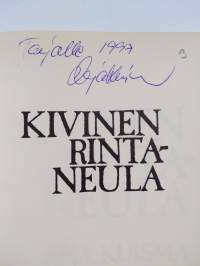 Tarjalle 1997
KIVINEN
RINTA-
NEULA